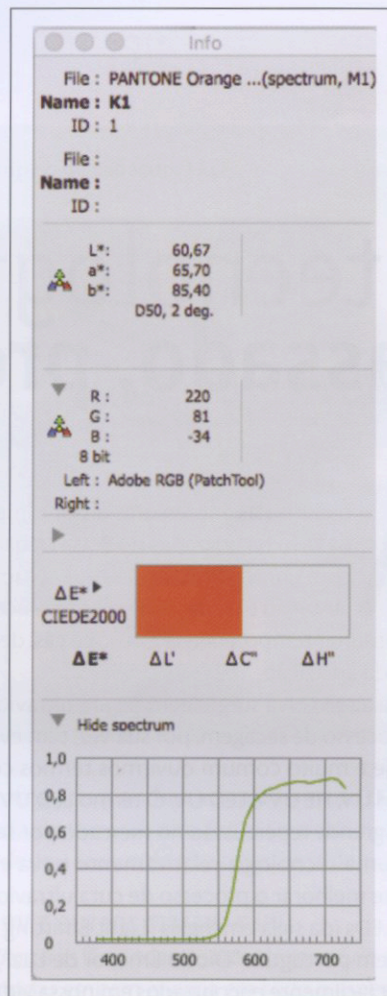 Info
File : PANTONE Orange ...(spectrum, M1)
Name : K1
ID : 1
File :
Name :
ID :
L*: 60,67
a*: 65,70
b*: 85,40
D50, 2 deg.
R : 220
G : 81
B : -34
8 bit
Left : Adobe RGB (PatchTool)
Right :
ΔE*
CIEDE2000
ΔE* ΔL' ΔC" ΔH"
Hide spectrum
1,0
0,8
0,6
0,4
0,2
0
400 500 600 700